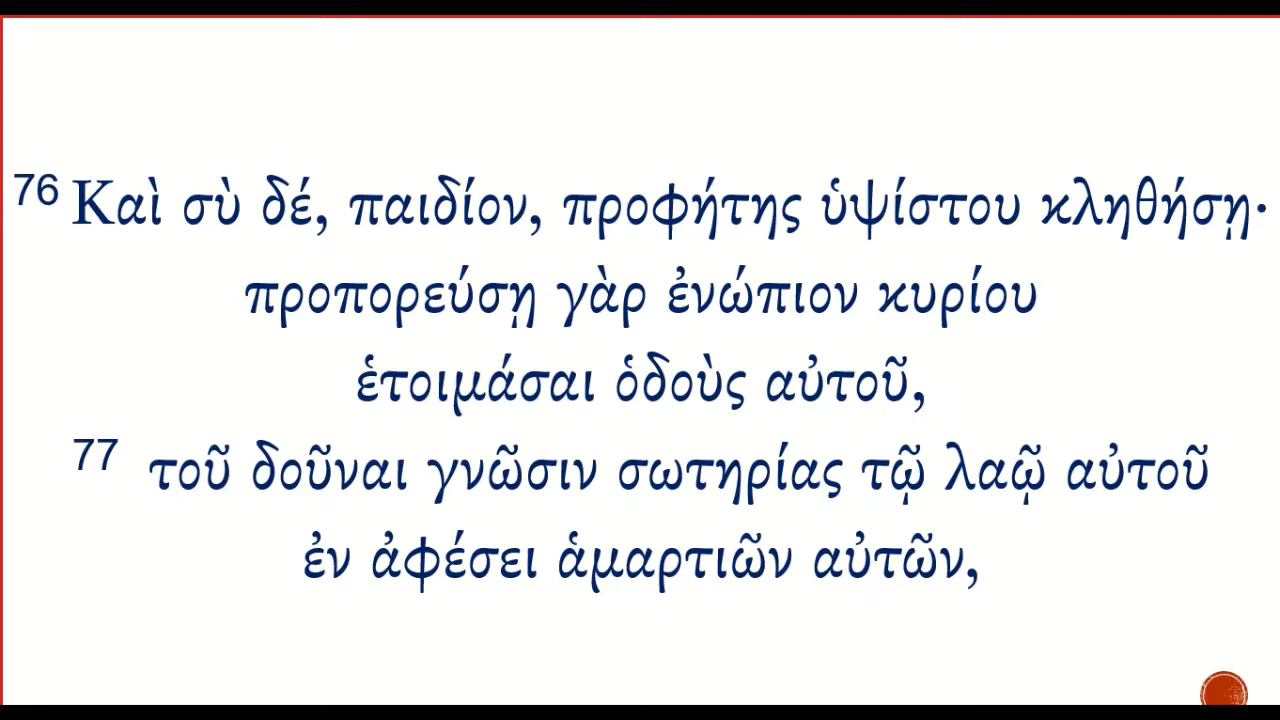 76 Καὶ σὺ δέ, παιδίον, προφήτης ὑψίστου κληθήσῃ·
προπορεύσῃ γὰρ ἐνώπιον κυρίου
ἑτοιμάσαι ὁδοὺς αὐτοῦ,
77 τοῦ δοῦναι γνῶσιν σωτηρίας τῷ λαῷ αὐτοῦ
ἐν ἀφέσει ἁμαρτιῶν αὐτῶν,